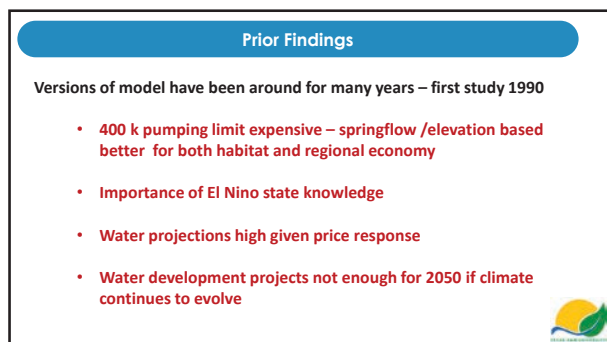 Prior Findings
Versions of model have been around for many years – first study 1990
• 400 k pumping limit expensive – springflow /elevation based
better for both habitat and regional economy
• Importance of El Nino state knowledge
• Water projections high given price response
• Water development projects not enough for 2050 if climate
continues to evolve